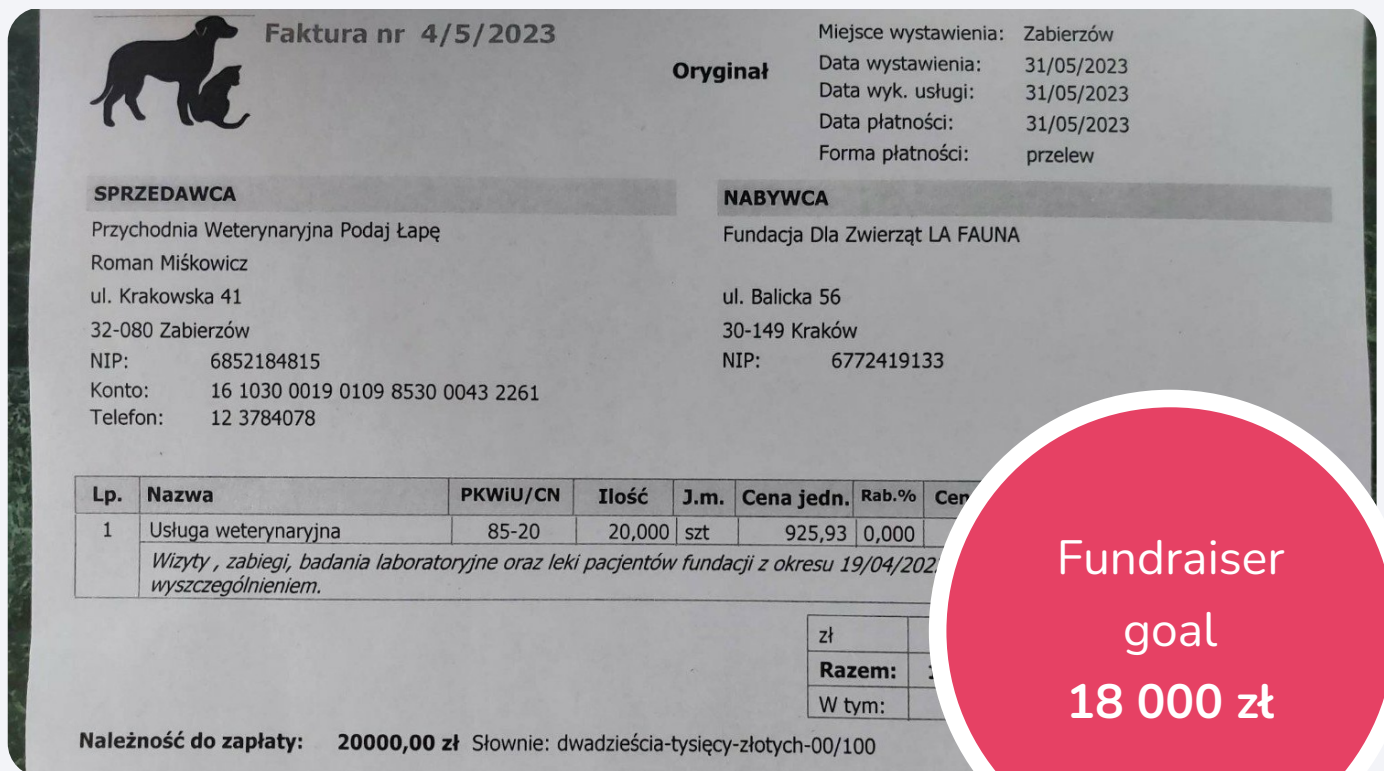 Faktura nr 4/5/2023
Oryginał
Miejsce wystawienia: Zabierzów
Data wystawienia: 31/05/2023
Data wyk. usługi: 31/05/2023
Data płatności: 31/05/2023
Forma płatności: przelew
SPRZEDAWCA
Przychodnia Weterynaryjna Podaj Łapę
Roman Miśkowicz
ul. Krakowska 41
32-080 Zabierzów
NIP: 6852184815
Konto: 16 1030 0019 0109 8530 0043 2261
Telefon: 12 3784078
NABYWCA
Fundacja Dla Zwierząt LA FAUNA
ul. Balicka 56
30-149 Kraków
NIP: 6772419133
Lp. Nazwa PKWiU/CN Ilość J.m. Cena jedn. Rab.% Cen
1 Usługa weterynaryjna 85-20 20,000 szt 925,93 0,000
Wizyty , zabiegi, badania laboratoryjne oraz leki pacjentów fundacji z okresu 19/04/202
wyszczególnieniem.
zł
Razem:
W tym:
Należność do zapłaty: 20000,00 zł Słownie: dwadzieścia-tysięcy-złotych-00/100
Fundraiser
goal
18 000 zł